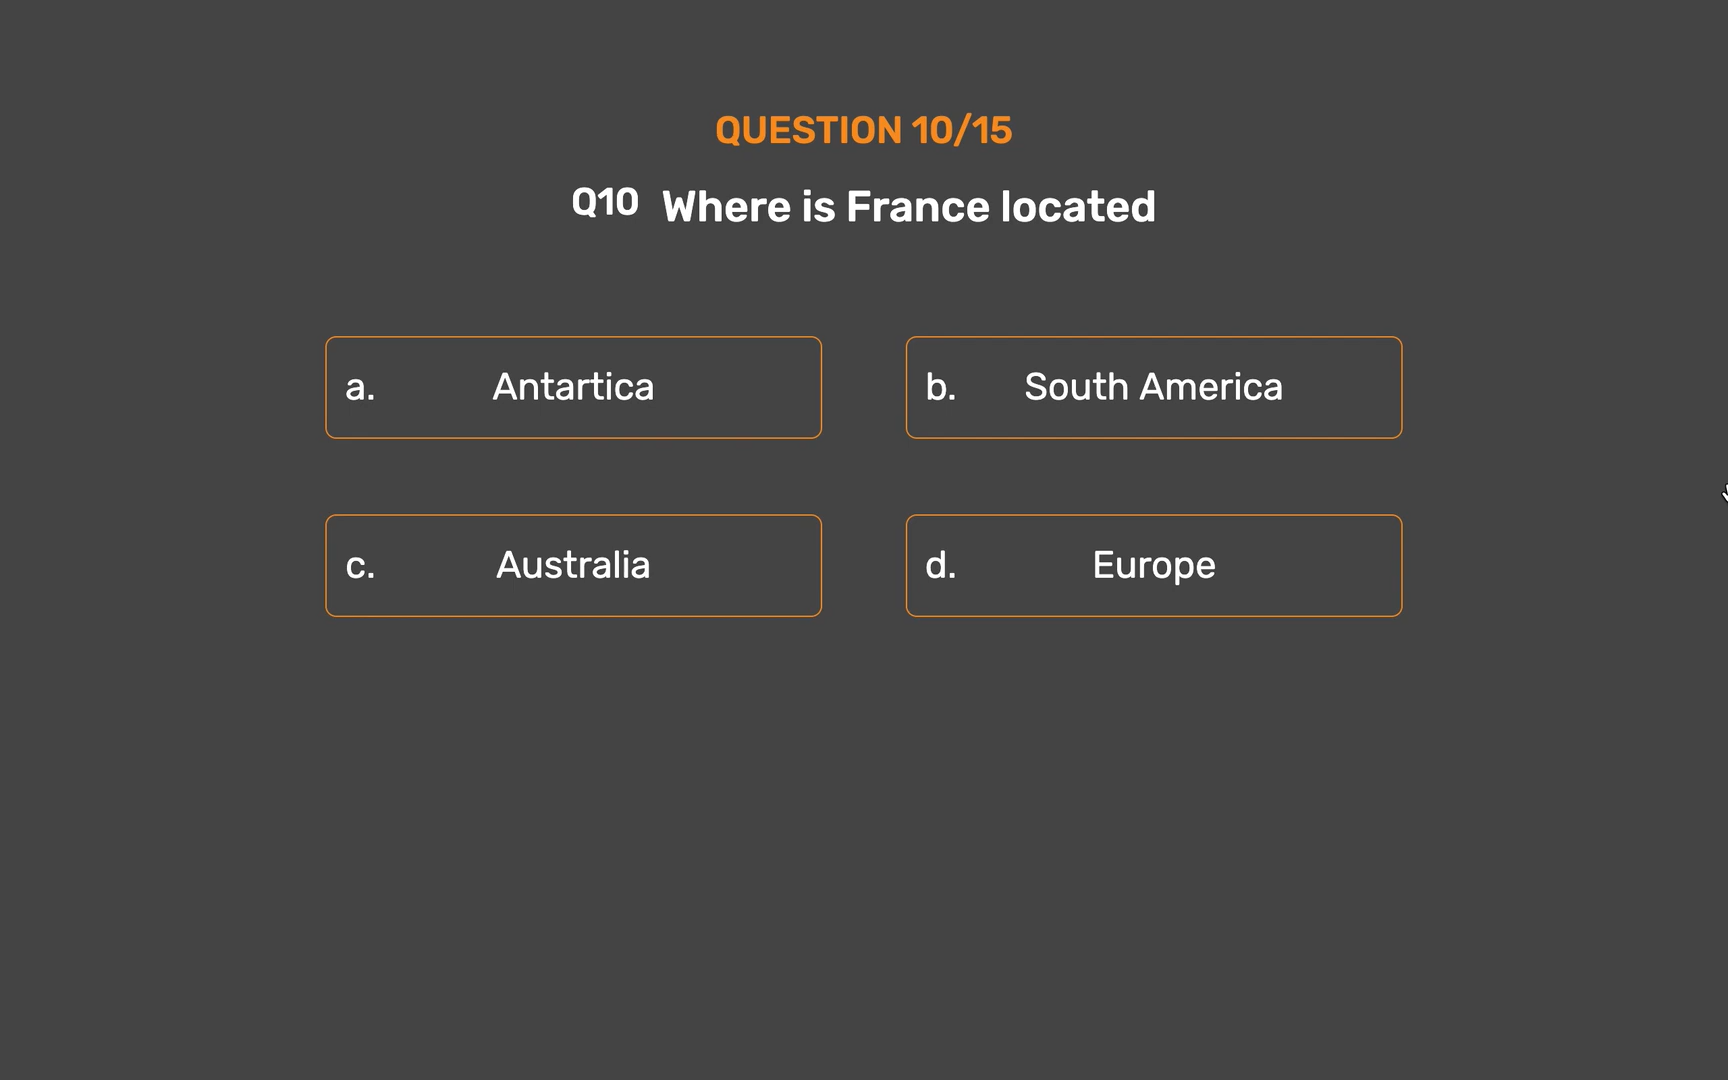 QUESTION 10/15
Q10 Where is France located
a. Antartica
b. South America
c. Australia
d. Europe